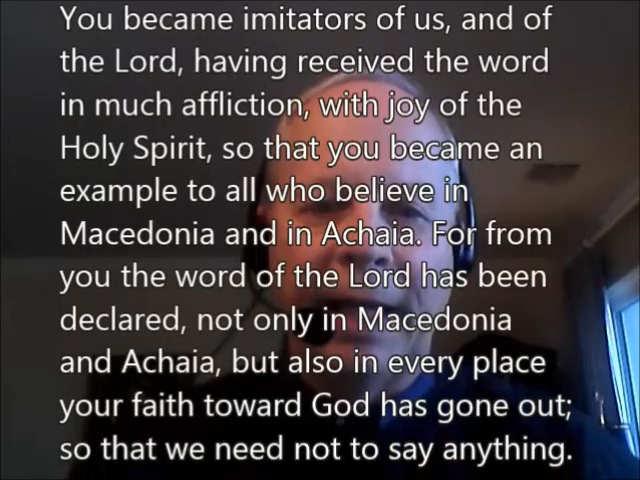 You became imitators of us, and of
the Lord, having received the word
in much affliction, with joy of the
Holy Spirit, so that you became an
example to all who believe in
Macedonia and in Achaia. For from
you the word of the Lord has been
declared, not only in Macedonia
and Achaia, but also in every place
your faith toward God has gone out;
so that we need not to say anything.